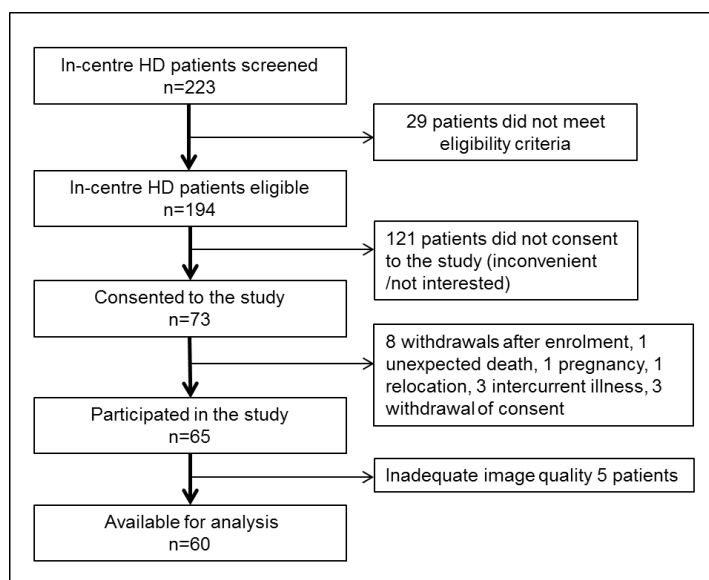 In-centre HD patients screened
n=223
29 patients did not meet
eligibility criteria
In-centre HD patients eligible
n=194
121 patients did not consent
to the study (inconvenient
/not interested)
Consented to the study
n=73
8 withdrawals after enrolment, 1
unexpected death, 1 pregnancy, 1
relocation, 3 intercurrent illness, 3
withdrawal of consent
Participated in the study
n=65
Inadequate image quality 5 patients
Available for analysis
n=60